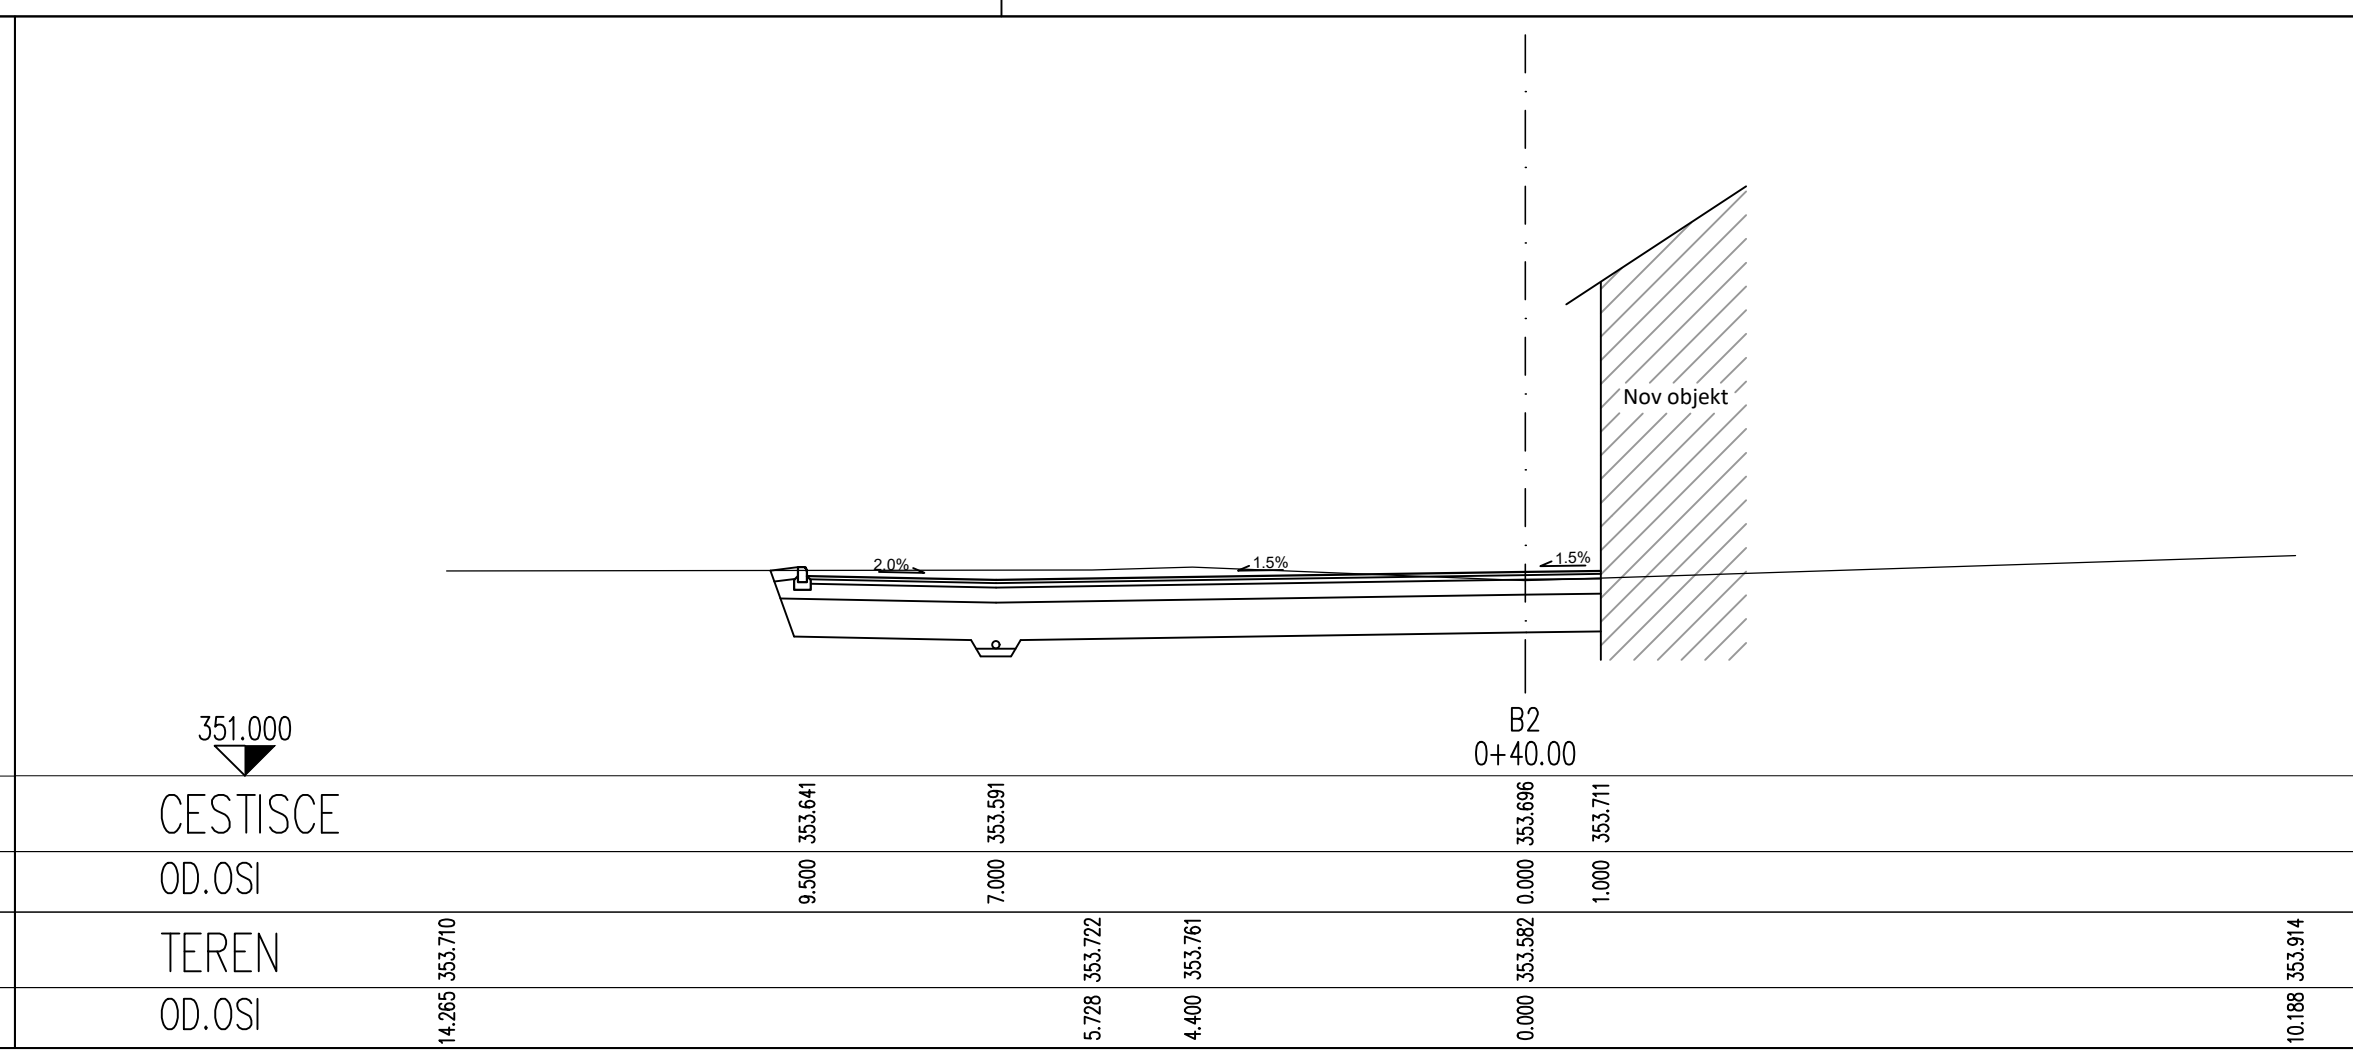 Nov objekt
2.0% 1.5% 1.5%
351.000
B2
0+40.00
CESTISCE 353.641 353.591 353.696 353.711
OD.OSI 9.500 7.000 0.000 1.000
TEREN 353.710 353.722 353.761 353.582 353.914
OD.OSI 14.265 5.728 4.400 0.000 10.188